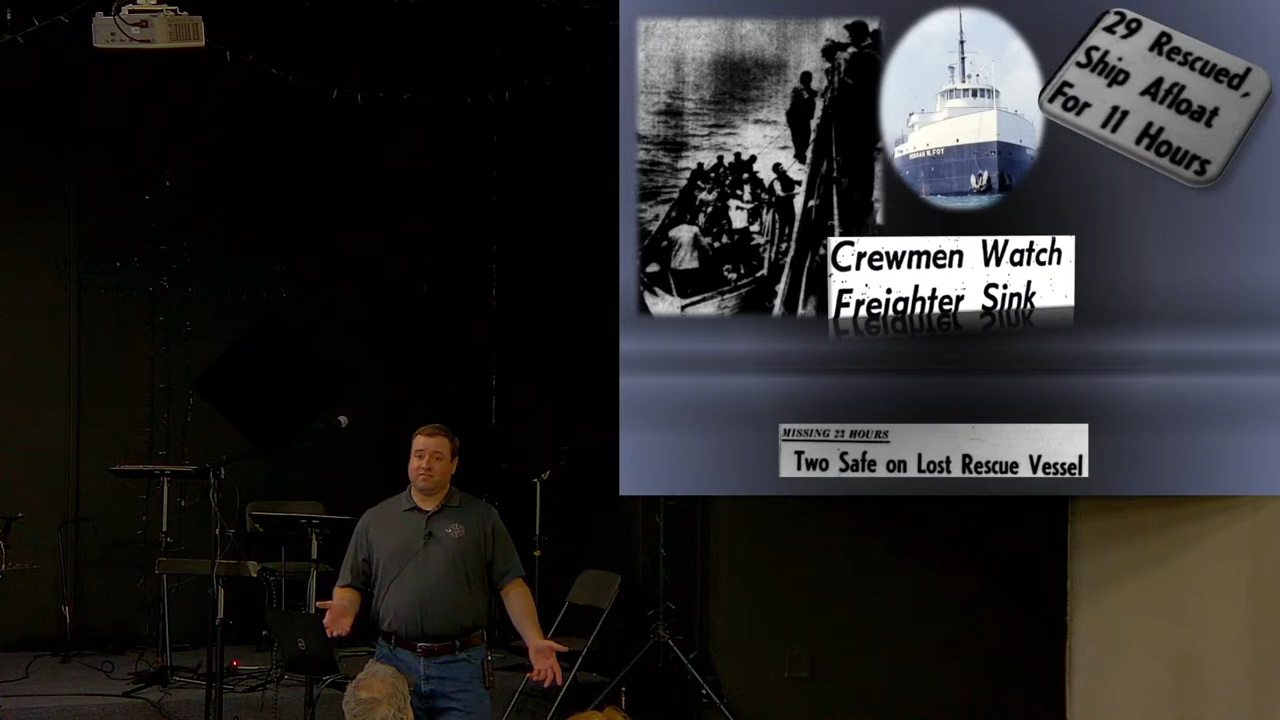 29 Rescued,
Ship Afloat
For 11 Hours
Crewmen Watch
Freighter Sink
MISSING 23 HOURS
Two Safe on Lost Rescue Vessel